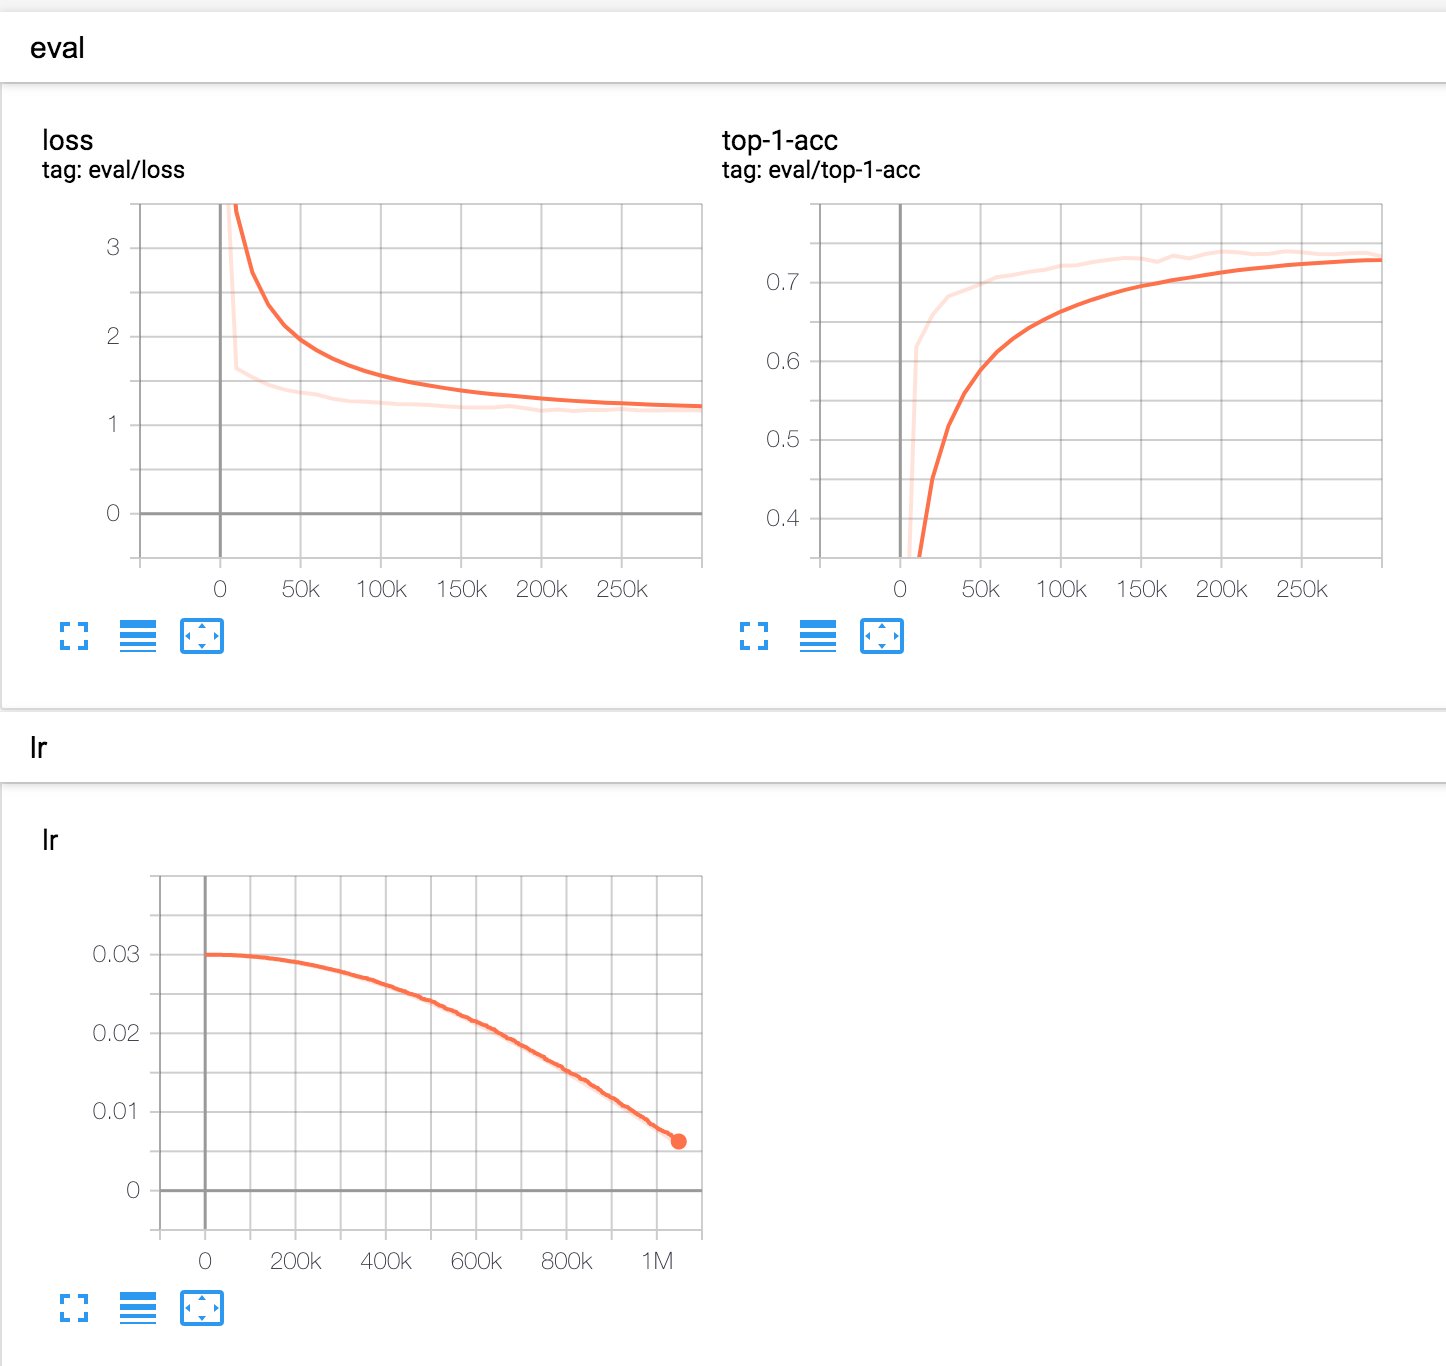 eval
loss
tag: eval/loss
3
2
1
0
0 50k 100k 150k 200k 250k
top-1-acc
tag: eval/top-1-acc
0.7
0.6
0.5
0.4
0 50k 100k 150k 200k 250k
lr
lr
0.03
0.02
0.01
0
0 200k 400k 600k 800k 1M